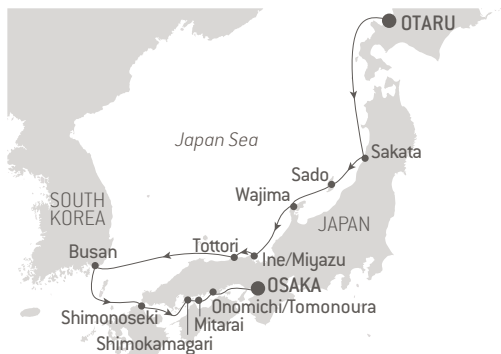 OTARU
Japan Sea
Sakata
Sado
Wajima
SOUTH
KOREA
JAPAN
Tottori
Busan
Ine/Miyazu
OSAKA
Onomichi/Tomonoura
Shimonoseki
Mitarai
Shimokamagari